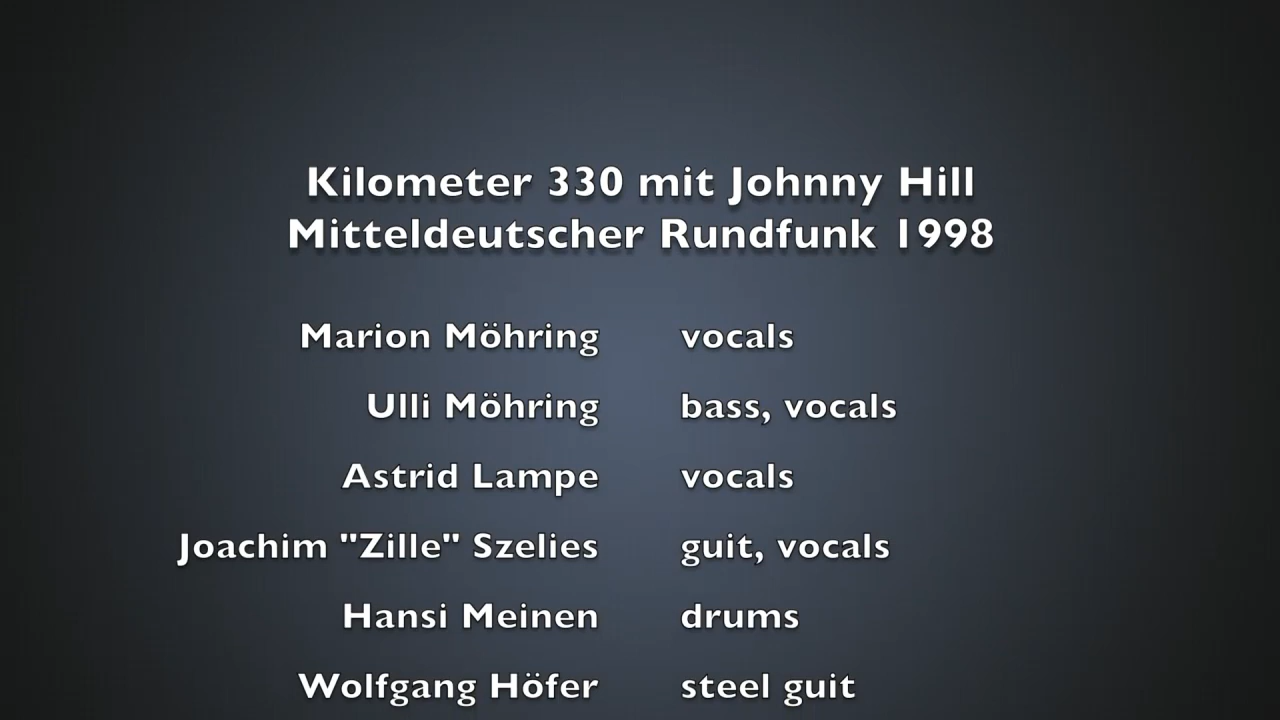 Kilometer 330 mit Johnny Hill
Mitteldeutscher Rundfunk 1998
Marion Möhring vocals
Ulli Möhring bass, vocals
Astrid Lampe vocals
Joachim "Zille" Szelies guit, vocals
Hansi Meinen drums
Wolfgang Höfer steel guit